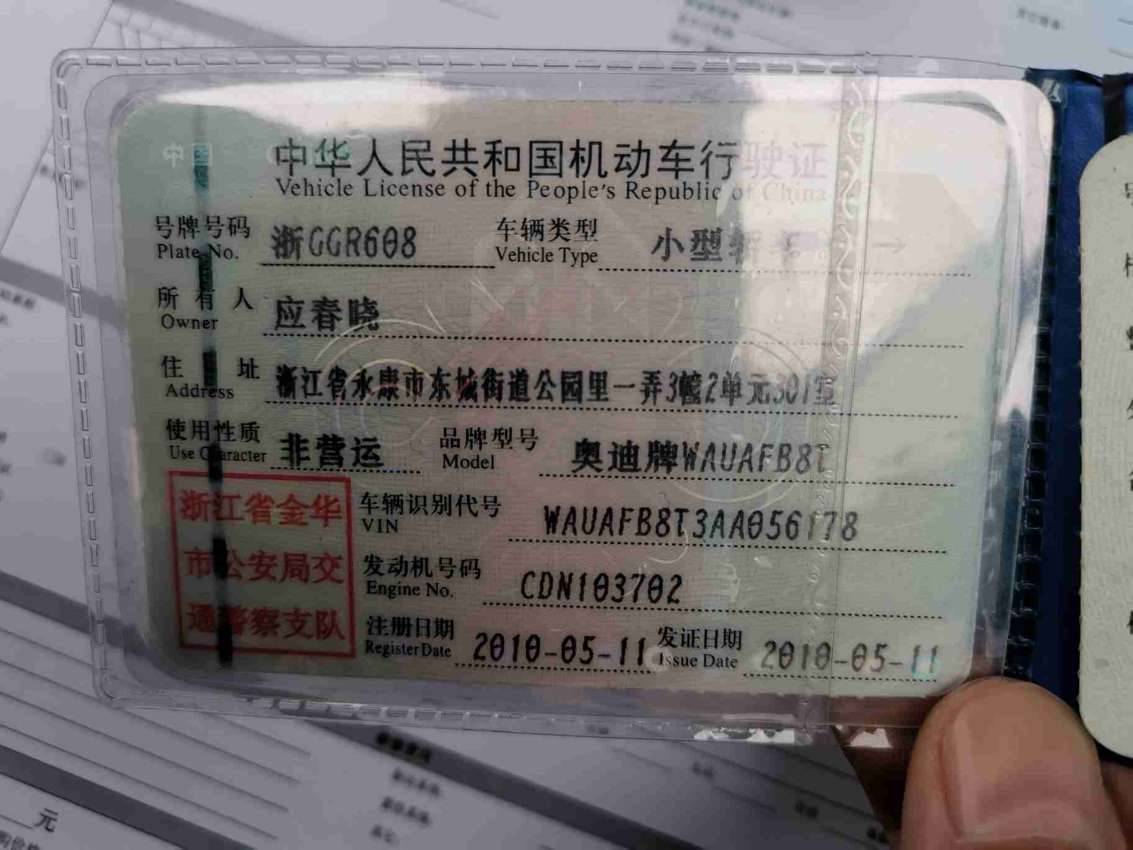 中华人民共和国机动车行驶证
Vehicle License of the People's Republic of China
号牌号码 浙GGR608 车辆类型 小型轿车
Plate No. Vehicle Type
所有人 应春晓
Owner
住址 浙江省永康市东城街道公园里一弄3幢2单元301室
Address
使用性质 非营运 品牌型号 奥迪牌WAUAFB8T
Use Character Model
浙江省金华
市公安局交
通警察支队
车辆识别代号 WAUAFB8T3AA056178
VIN
发动机号码 CDN103702
Engine No.
注册日期 2010-05-11 发证日期 2010-05-11
Register Date Issue Date
元